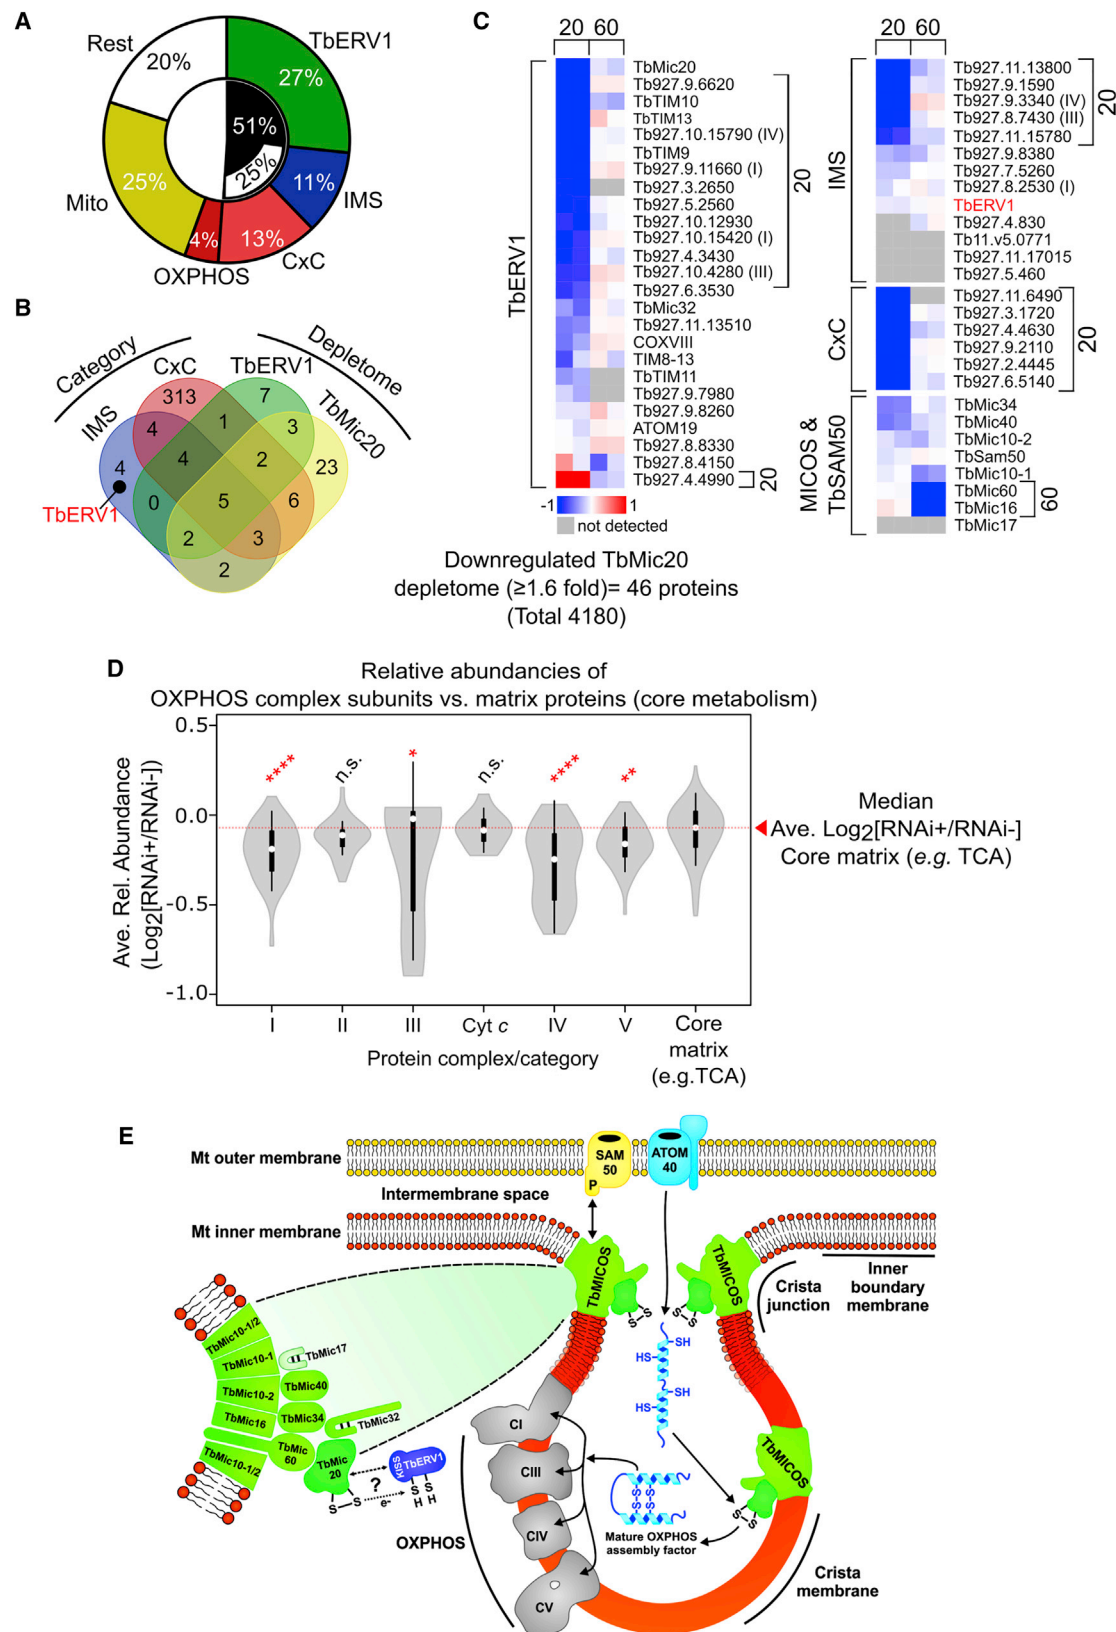 A
Rest
TbERV1
20%
27%
51%
25%
25%
11%
Mito
IMS
4%
13%
OXPHOS
CxC
B
Category
Depletome
CxC
TbERV1
IMS
TbMic20
313
7
4
1
3
4
4
2
23
TbERV1
0
5
6
2
3
2
C
20 60
TbERV1
TbMic20
Tb927.9.6620
TbTIM10
TbTIM13
Tb927.10.15790 (IV)
TbTIM9
Tb927.9.11660 (I)
Tb927.3.2650
Tb927.5.2560
Tb927.10.12930
Tb927.10.15420 (I)
Tb927.4.3430
Tb927.10.4280 (III)
Tb927.6.3530
TbMic32
Tb927.11.13510
COXVIII
TIM8-13
TbTIM11
Tb927.9.7980
Tb927.9.8260
ATOM19
Tb927.8.8330
Tb927.8.4150
Tb927.4.4990
20
20
-1 1
not detected
20 60
IMS
Tb927.11.13800
Tb927.9.1590
Tb927.9.3340 (IV)
Tb927.8.7430 (III)
Tb927.11.15780
Tb927.9.8380
Tb927.7.5260
Tb927.8.2530 (I)
TbERV1
Tb927.4.830
Tb11.v5.0771
Tb927.11.17015
Tb927.5.460
20
CxC
Tb927.11.6490
Tb927.3.1720
Tb927.4.4630
Tb927.9.2110
Tb927.2.4445
Tb927.6.5140
20
MICOS &
TbSAM50
TbMic34
TbMic40
TbMic10-2
TbSam50
TbMic10-1
TbMic60
TbMic16
TbMic17
60
Downregulated TbMic20
depletome (≥1.6 fold)= 46 proteins
(Total 4180)
D
Relative abundancies of
OXPHOS complex subunits vs. matrix proteins (core metabolism)
Ave. Rel. Abundance
(Log2[RNAi+/RNAi-])
0.5
0.0
-0.5
-1.0
****
n.s.
*
n.s.
****
**
I
II
III
Cyt c
IV
V
Core
matrix
(e.g.TCA)
Protein complex/category
Median
Ave. Log2[RNAi+/RNAi-]
Core matrix (e.g. TCA)
E
Mt outer membrane
SAM
50
P
ATOM
40
Intermembrane space
Mt inner membrane
TbMICOS
TbMICOS
Crista
junction
Inner
boundary
membrane
S-S
S-S
TbMic10-1/2
TbMic10-1
TbMic17
TbMic10-2
TbMic40
TbMic16
TbMic34
TbMic32
TbMic10-1/2
TbMic
60
TbMic
20
KISS
TbERV1
?
e-
S-S
S S
H H
SH
HS
SH
HS
CI
CIII
CIV
CV
OXPHOS
S-S
S-S
Mature OXPHOS
assembly factor
TbMICOS
S-S
Crista
membrane